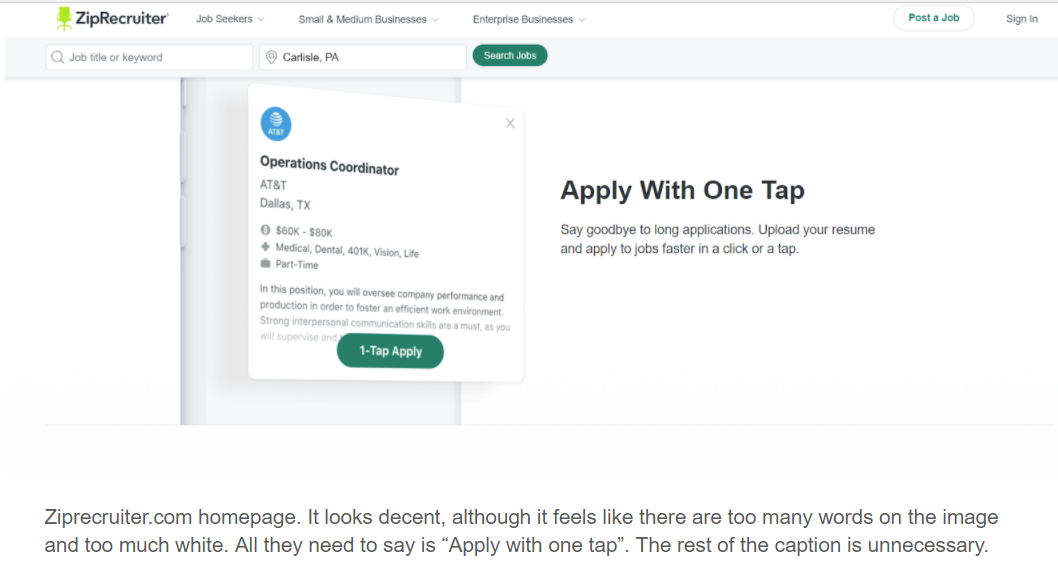 ZipRecruiter
Job Seekers
Small & Medium Businesses
Enterprise Businesses
Post a Job
Sign In
Job title or keyword
Carlisle, PA
Search Jobs
AT&T
Operations Coordinator
AT&T
Dallas, TX
$60K - $80K
Medical, Dental, 401K, Vision, Life
Part-Time
In this position, you will oversee company performance and
production in order to foster an efficient work environment.
Strong interpersonal communication skills are a must, as you
will supervise and
1-Tap Apply
Apply With One Tap
Say goodbye to long applications. Upload your resume
and apply to jobs faster in a click or a tap.
Ziprecruiter.com homepage. It looks decent, although it feels like there are too many words on the image
and too much white. All they need to say is “Apply with one tap”. The rest of the caption is unnecessary.